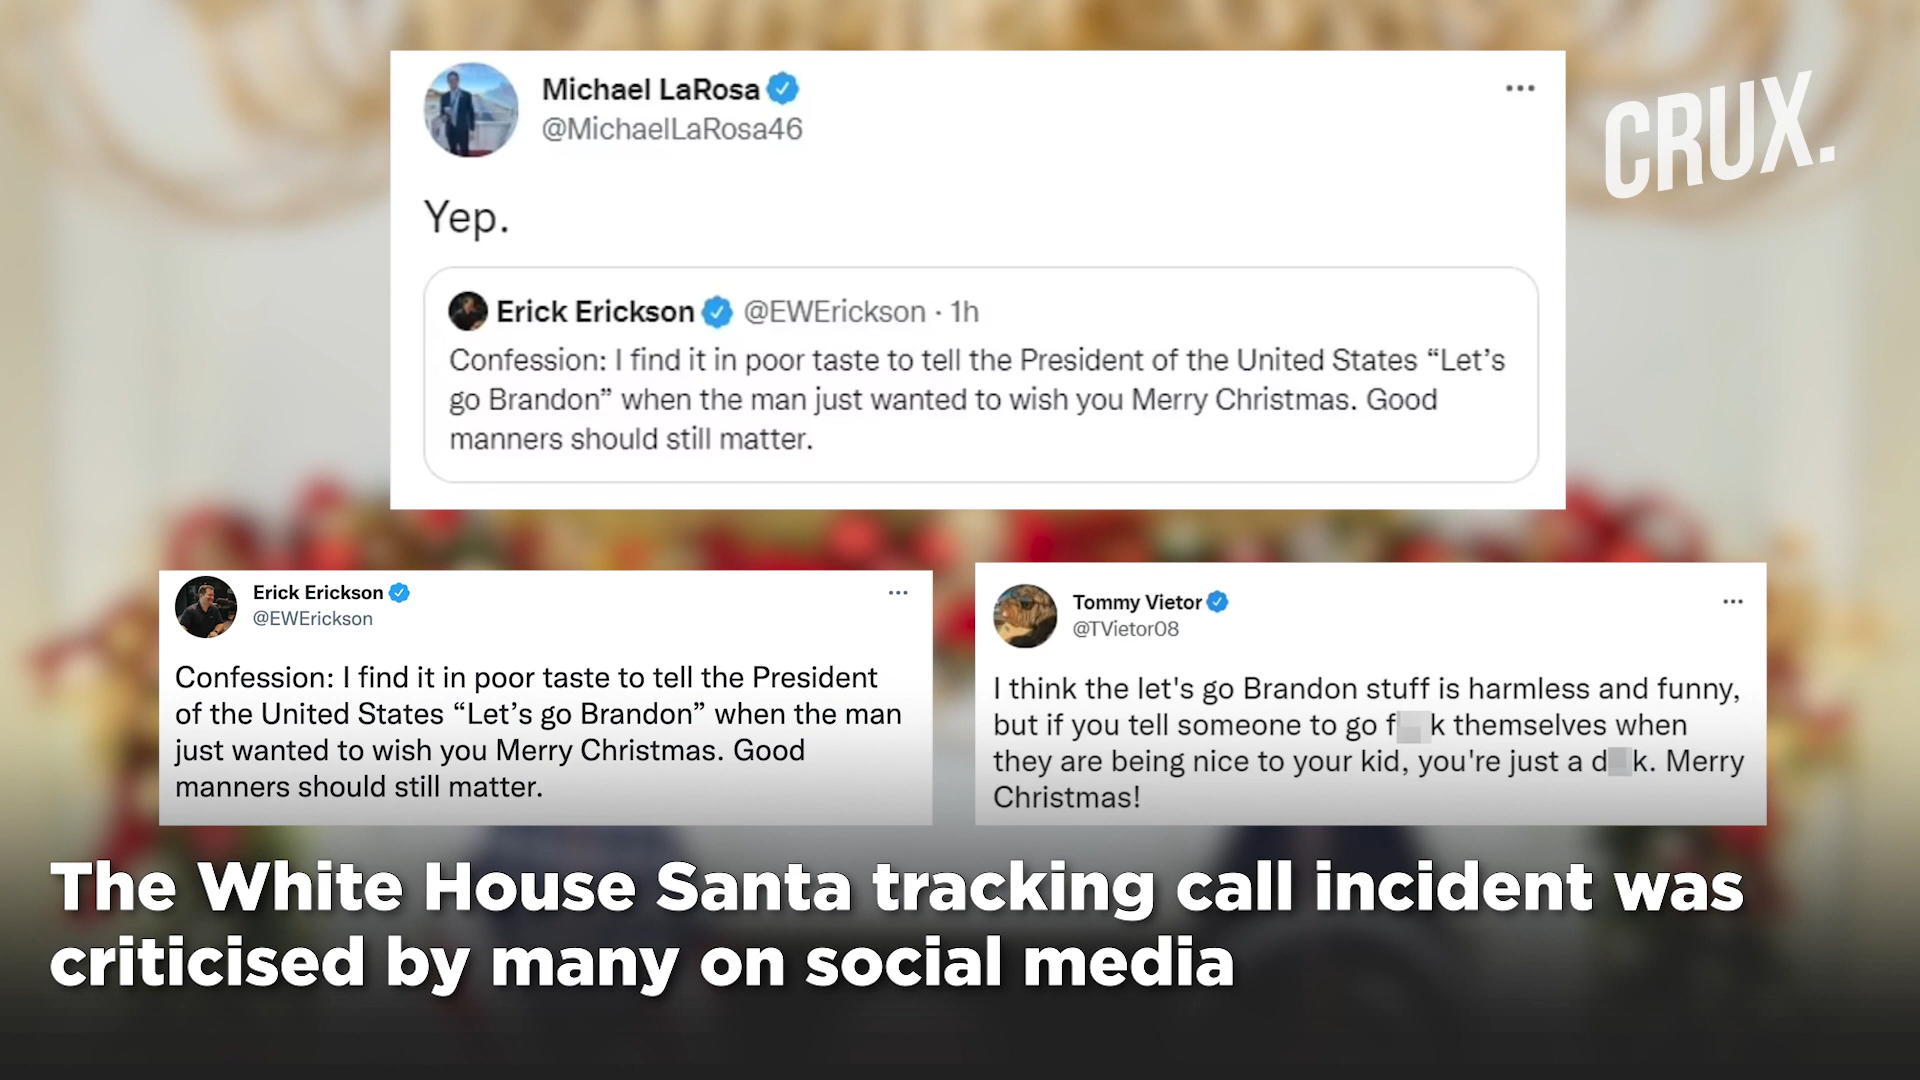 CRUX.
Michael LaRosa
@MichaelLaRosa46
Yep.
Erick Erickson @EWErickson · 1h
Confession: I find it in poor taste to tell the President of the United States “Let’s
go Brandon” when the man just wanted to wish you Merry Christmas. Good
manners should still matter.
Erick Erickson
@EWErickson
Confession: I find it in poor taste to tell the President
of the United States “Let’s go Brandon” when the man
just wanted to wish you Merry Christmas. Good
manners should still matter.
Tommy Vietor
@TVietor08
I think the let's go Brandon stuff is harmless and funny,
but if you tell someone to go f k themselves when
they are being nice to your kid, you're just a d k. Merry
Christmas!
The White House Santa tracking call incident was
criticised by many on social media